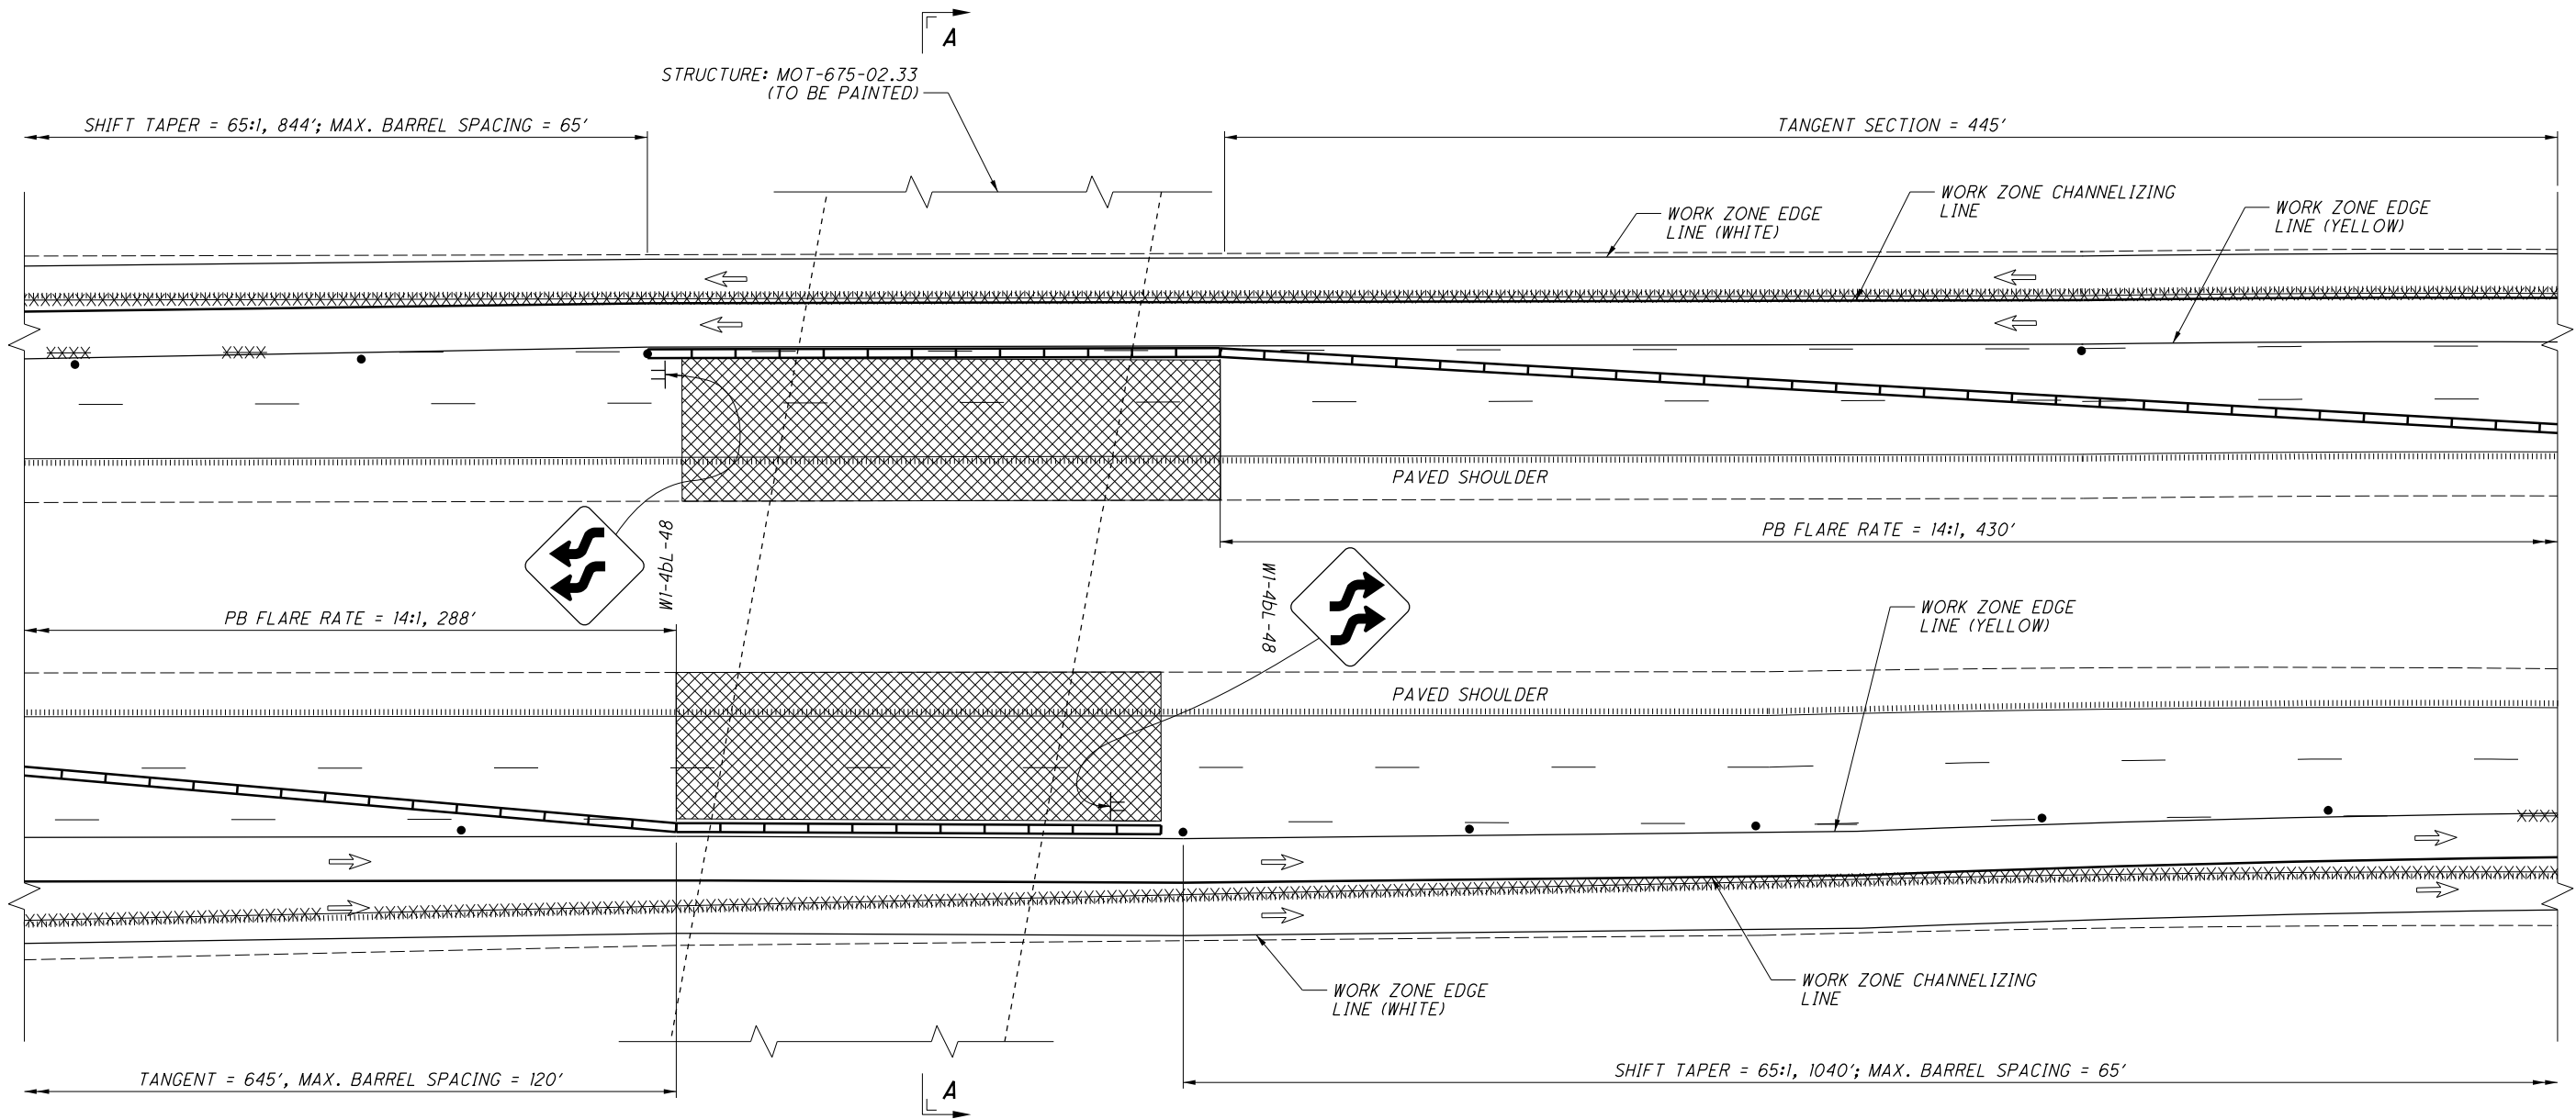 A
STRUCTURE: MOT-675-02.33
(TO BE PAINTED)
SHIFT TAPER = 65:1, 844'; MAX. BARREL SPACING = 65'
TANGENT SECTION = 445'
WORK ZONE EDGE
LINE (WHITE)
WORK ZONE CHANNELIZING
LINE
WORK ZONE EDGE
LINE (YELLOW)
PAVED SHOULDER
PB FLARE RATE = 14:1, 430'
W1-4bL-48
W1-4bL-48
PB FLARE RATE = 14:1, 288'
WORK ZONE EDGE
LINE (YELLOW)
PAVED SHOULDER
WORK ZONE EDGE
LINE (WHITE)
WORK ZONE CHANNELIZING
LINE
TANGENT = 645', MAX. BARREL SPACING = 120'
SHIFT TAPER = 65:1, 1040'; MAX. BARREL SPACING = 65'
A